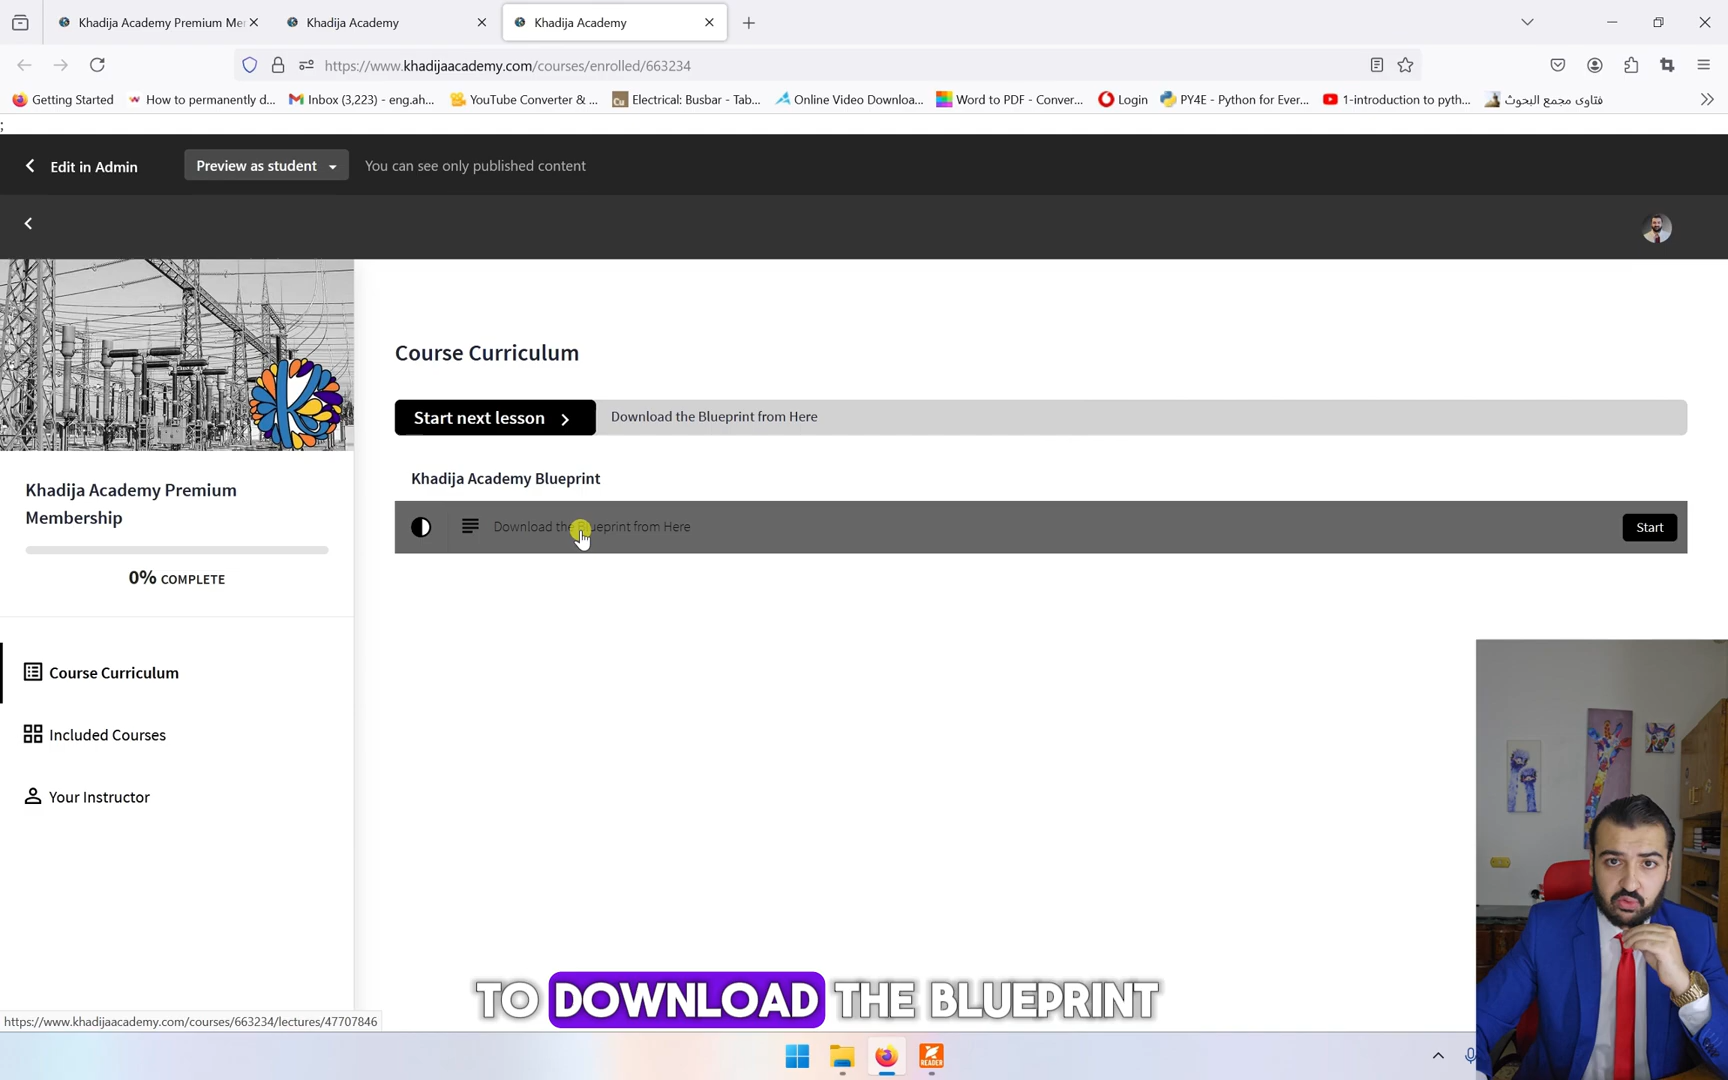 Khadija Academy Premium Mem
Khadija Academy
Khadija Academy
https://www.khadijaacademy.com/courses/enrolled/663234
Getting Started
How to permanently d...
Inbox (3,223) - eng.ah...
YouTube Converter & ...
Electrical: Busbar - Tab...
Online Video Downloa...
Word to PDF - Conver...
Login
PY4E - Python for Ever...
1-introduction to pyth...
فتاوى مجمع البحوث
;
Edit in Admin
Preview as student
You can see only published content
Course Curriculum
Start next lesson
Download the Blueprint from Here
Khadija Academy Blueprint
Download the Blueprint from Here
Start
Khadija Academy Premium
Membership
0% COMPLETE
Course Curriculum
Included Courses
Your Instructor
TO DOWNLOAD THE BLUEPRINT
https://www.khadijaacademy.com/courses/663234/lectures/47707846
READER